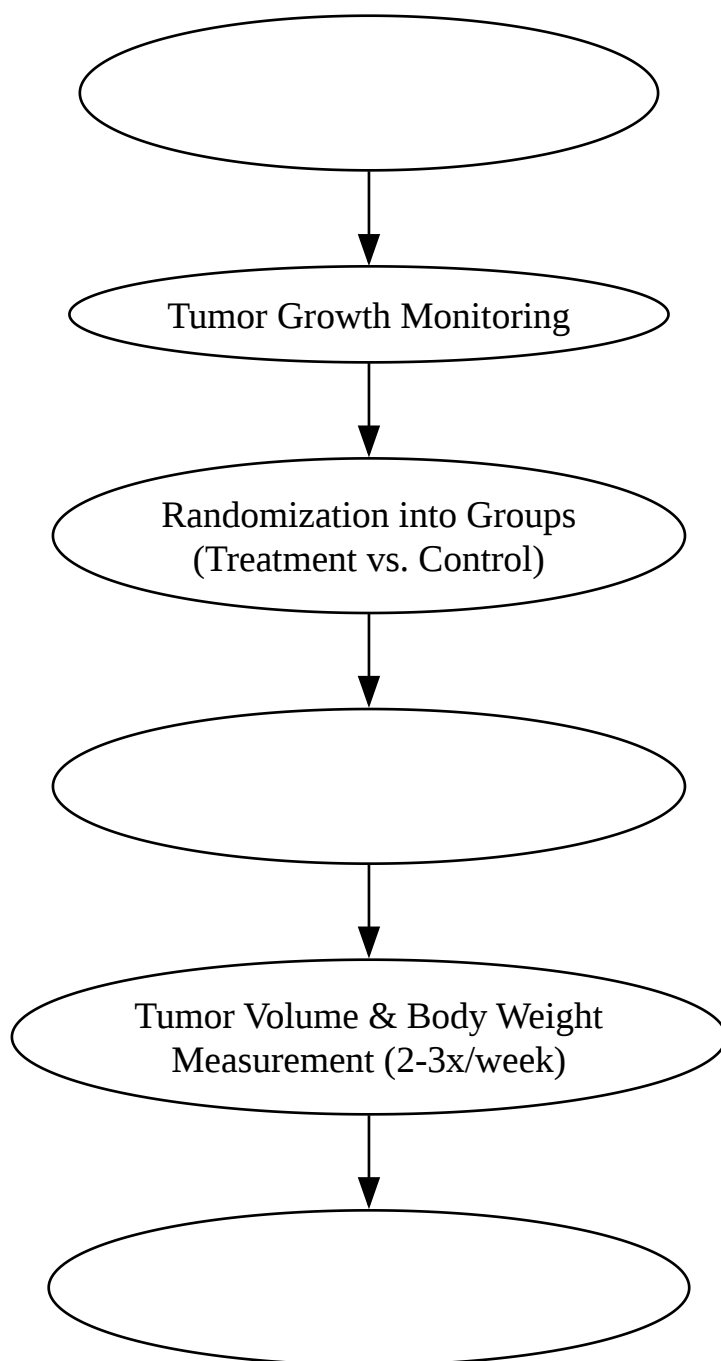 Tumor Growth Monitoring
Randomization into Groups
(Treatment vs. Control)
Tumor Volume & Body Weight
Measurement (2-3x/week)